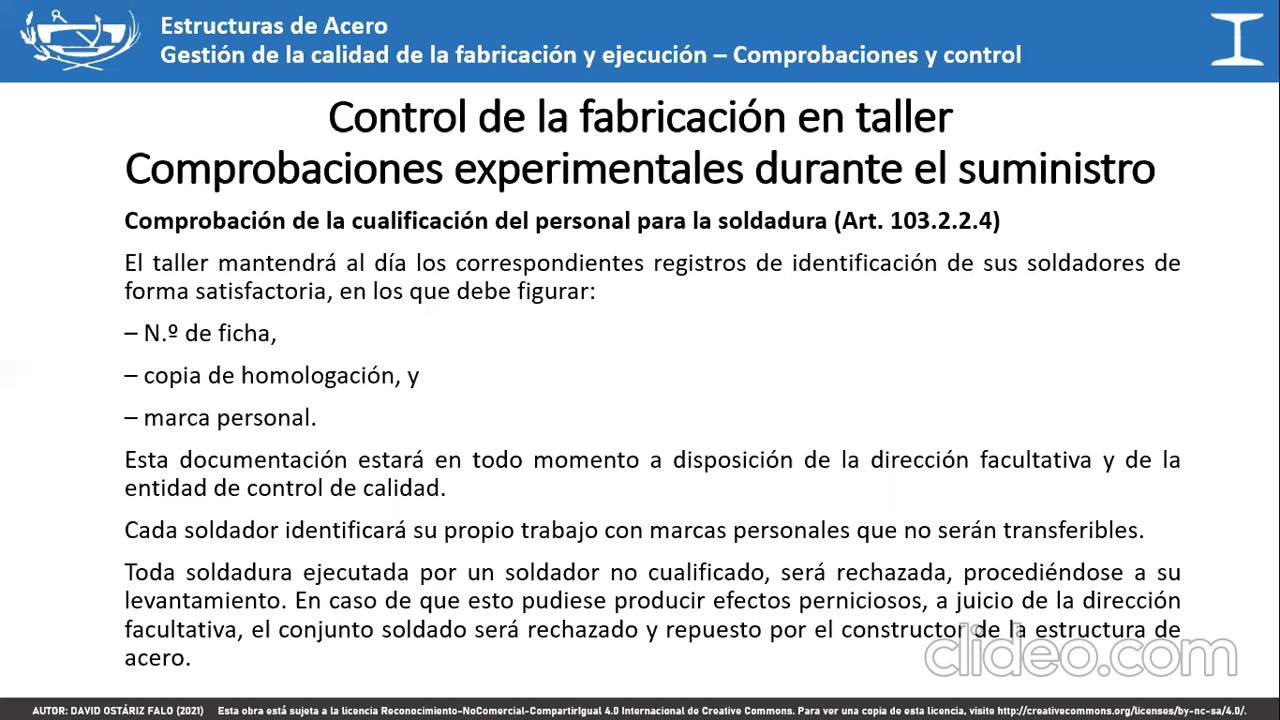 Estructuras de Acero
Gestión de la calidad de la fabricación y ejecución – Comprobaciones y control
Control de la fabricación en taller
Comprobaciones experimentales durante el suministro
Comprobación de la cualificación del personal para la soldadura (Art. 103.2.2.4)
El taller mantendrá al día los correspondientes registros de identificación de sus soldadores de
forma satisfactoria, en los que debe figurar:
– N.º de ficha,
– copia de homologación, y
– marca personal.
Esta documentación estará en todo momento a disposición de la dirección facultativa y de la
entidad de control de calidad.
Cada soldador identificará su propio trabajo con marcas personales que no serán transferibles.
Toda soldadura ejecutada por un soldador no cualificado, será rechazada, procediéndose a su
levantamiento. En caso de que esto pudiese producir efectos perniciosos, a juicio de la dirección
facultativa, el conjunto soldado será rechazado y repuesto por el constructor de la estructura de
acero.
clideo.com
AUTOR: DAVID OSTÁRIZ FALO (2021) Esta obra está sujeta a la licencia Reconocimiento-NoComercial-CompartirIgual 4.0 Internacional de Creative Commons. Para ver una copia de esta licencia, visite http://creativecommons.org/licenses/by-nc-sa/4.0/.